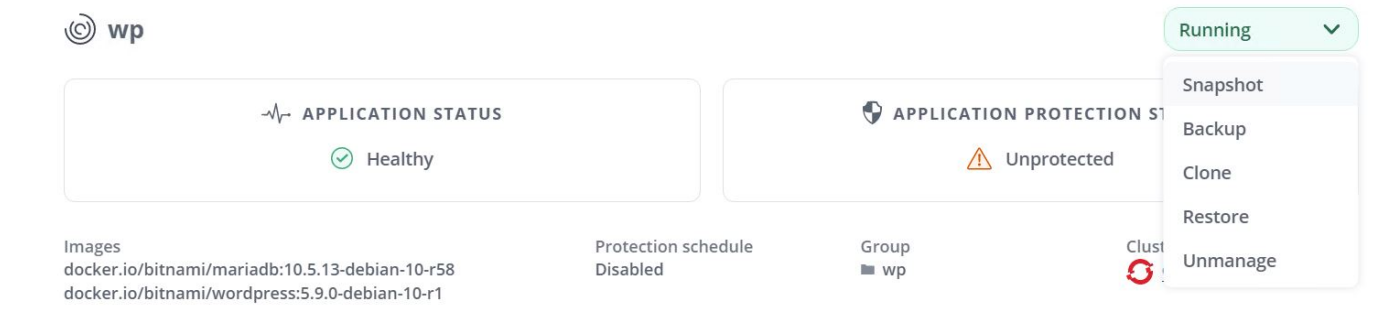 wp
Running
APPLICATION STATUS
Healthy
APPLICATION PROTECTION ST
Unprotected
Snapshot
Backup
Clone
Restore
Unmanage
Images
docker.io/bitnami/mariadb:10.5.13-debian-10-r58
docker.io/bitnami/wordpress:5.9.0-debian-10-r1
Protection schedule
Disabled
Group
wp
Clust